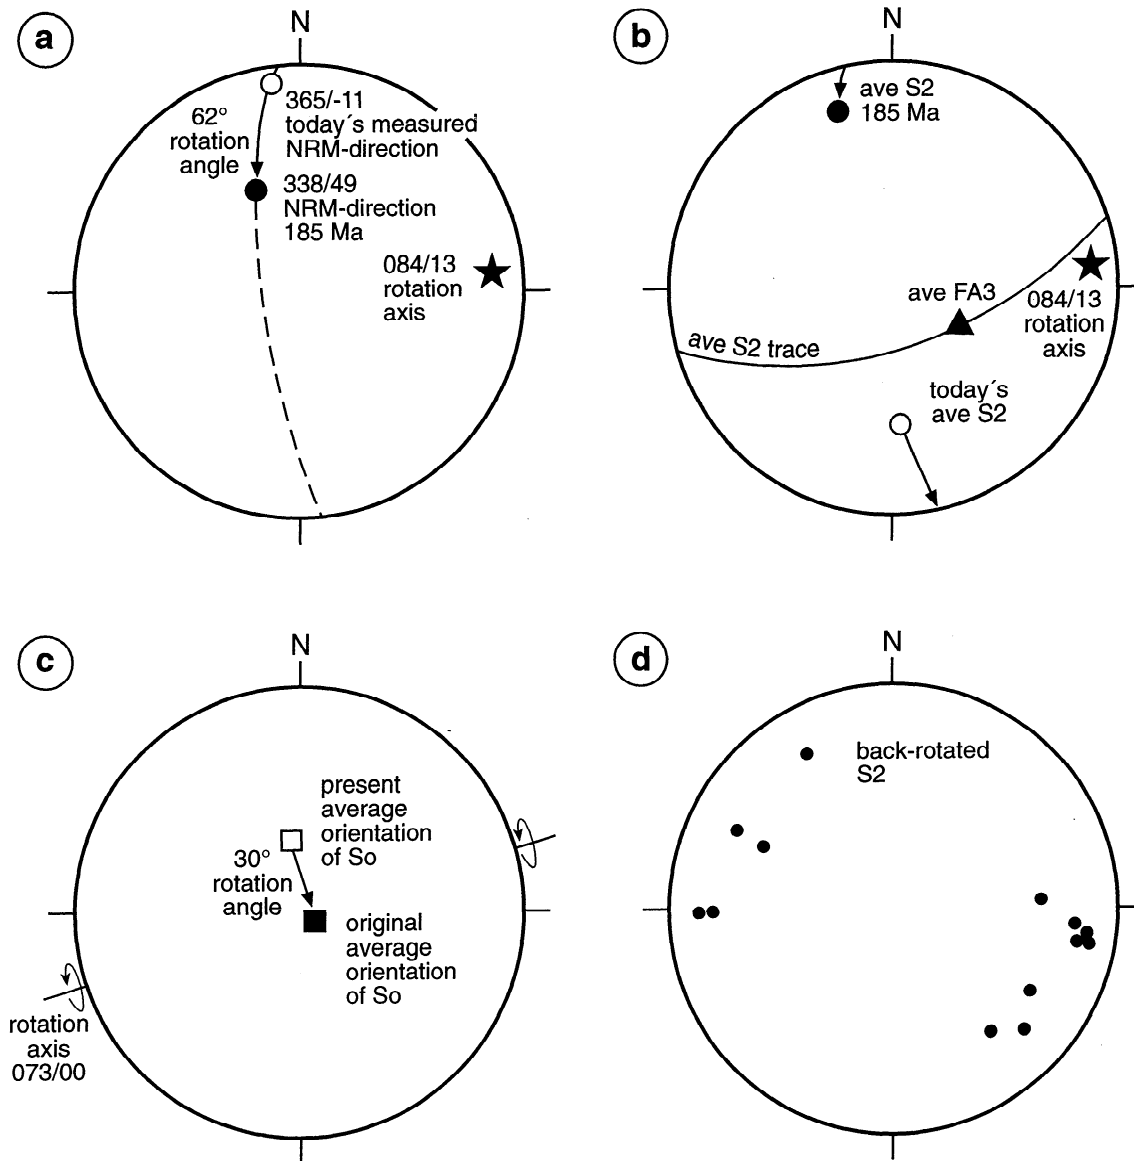 a
N
365/-11
today´s measured
NRM-direction
62°
rotation
angle
338/49
NRM-direction
185 Ma
084/13
rotation
axis
b
N
ave S2
185 Ma
ave FA3
084/13
rotation
axis
ave S2 trace
today´s
ave S2
c
N
present
average
orientation
of So
30°
rotation
angle
original
average
orientation
of So
rotation
axis
073/00
d
N
back-rotated
S2